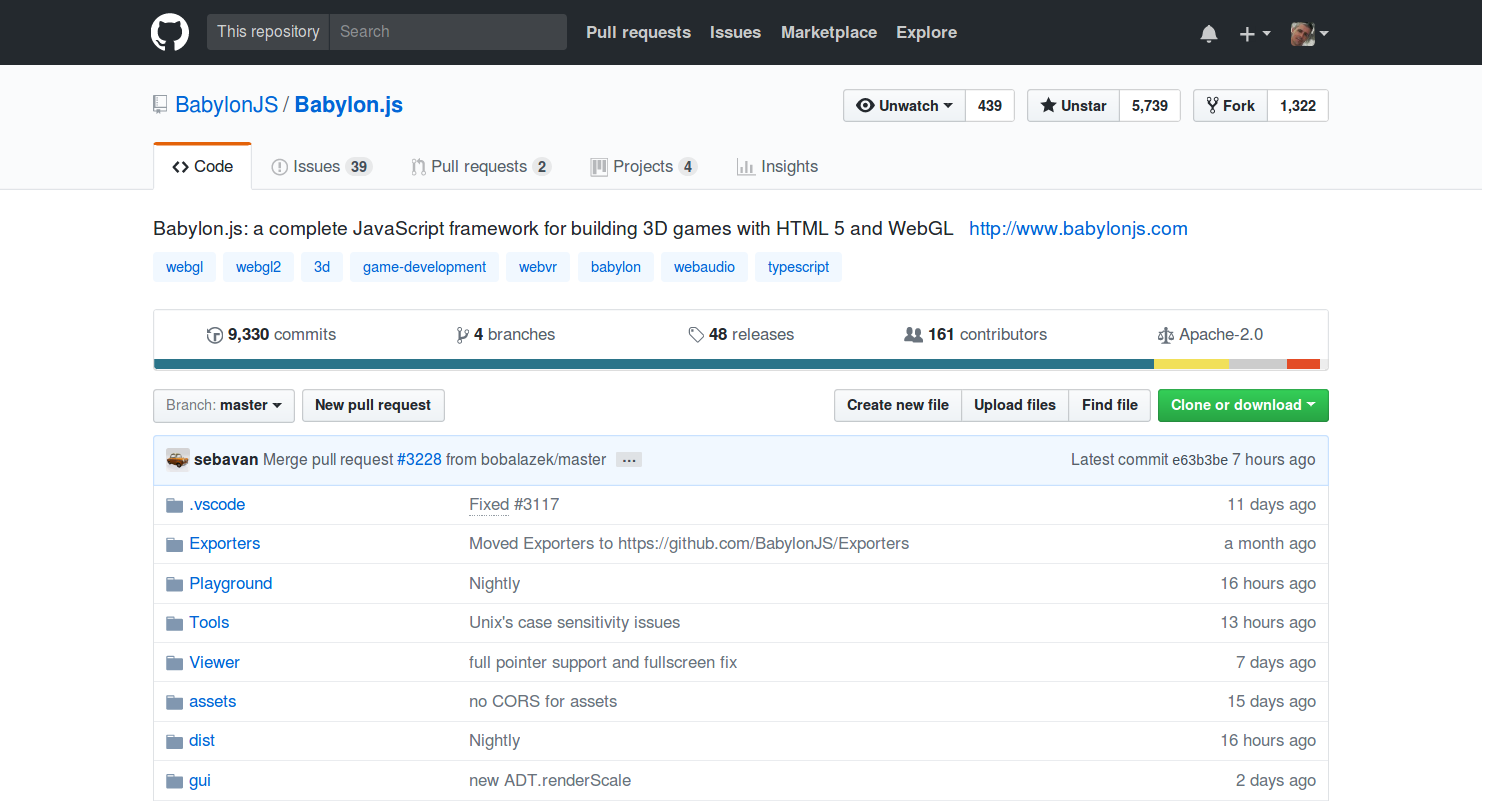 This repository Search Pull requests Issues Marketplace Explore
BabylonJS / Babylon.js Unwatch 439 Unstar 5,739 Fork 1,322
Code Issues 39 Pull requests 2 Projects 4 Insights
Babylon.js: a complete JavaScript framework for building 3D games with HTML 5 and WebGL http://www.babylonjs.com
webgl webgl2 3d game-development webvr babylon webaudio typescript
9,330 commits 4 branches 48 releases 161 contributors Apache-2.0
Branch: master New pull request Create new file Upload files Find file Clone or download
sebavan Merge pull request #3228 from bobalazek/master ... Latest commit e63b3be 7 hours ago
.vscode Fixed #3117 11 days ago
Exporters Moved Exporters to https://github.com/BabylonJS/Exporters a month ago
Playground Nightly 16 hours ago
Tools Unix's case sensitivity issues 13 hours ago
Viewer full pointer support and fullscreen fix 7 days ago
assets no CORS for assets 15 days ago
dist Nightly 16 hours ago
gui new ADT.renderScale 2 days ago